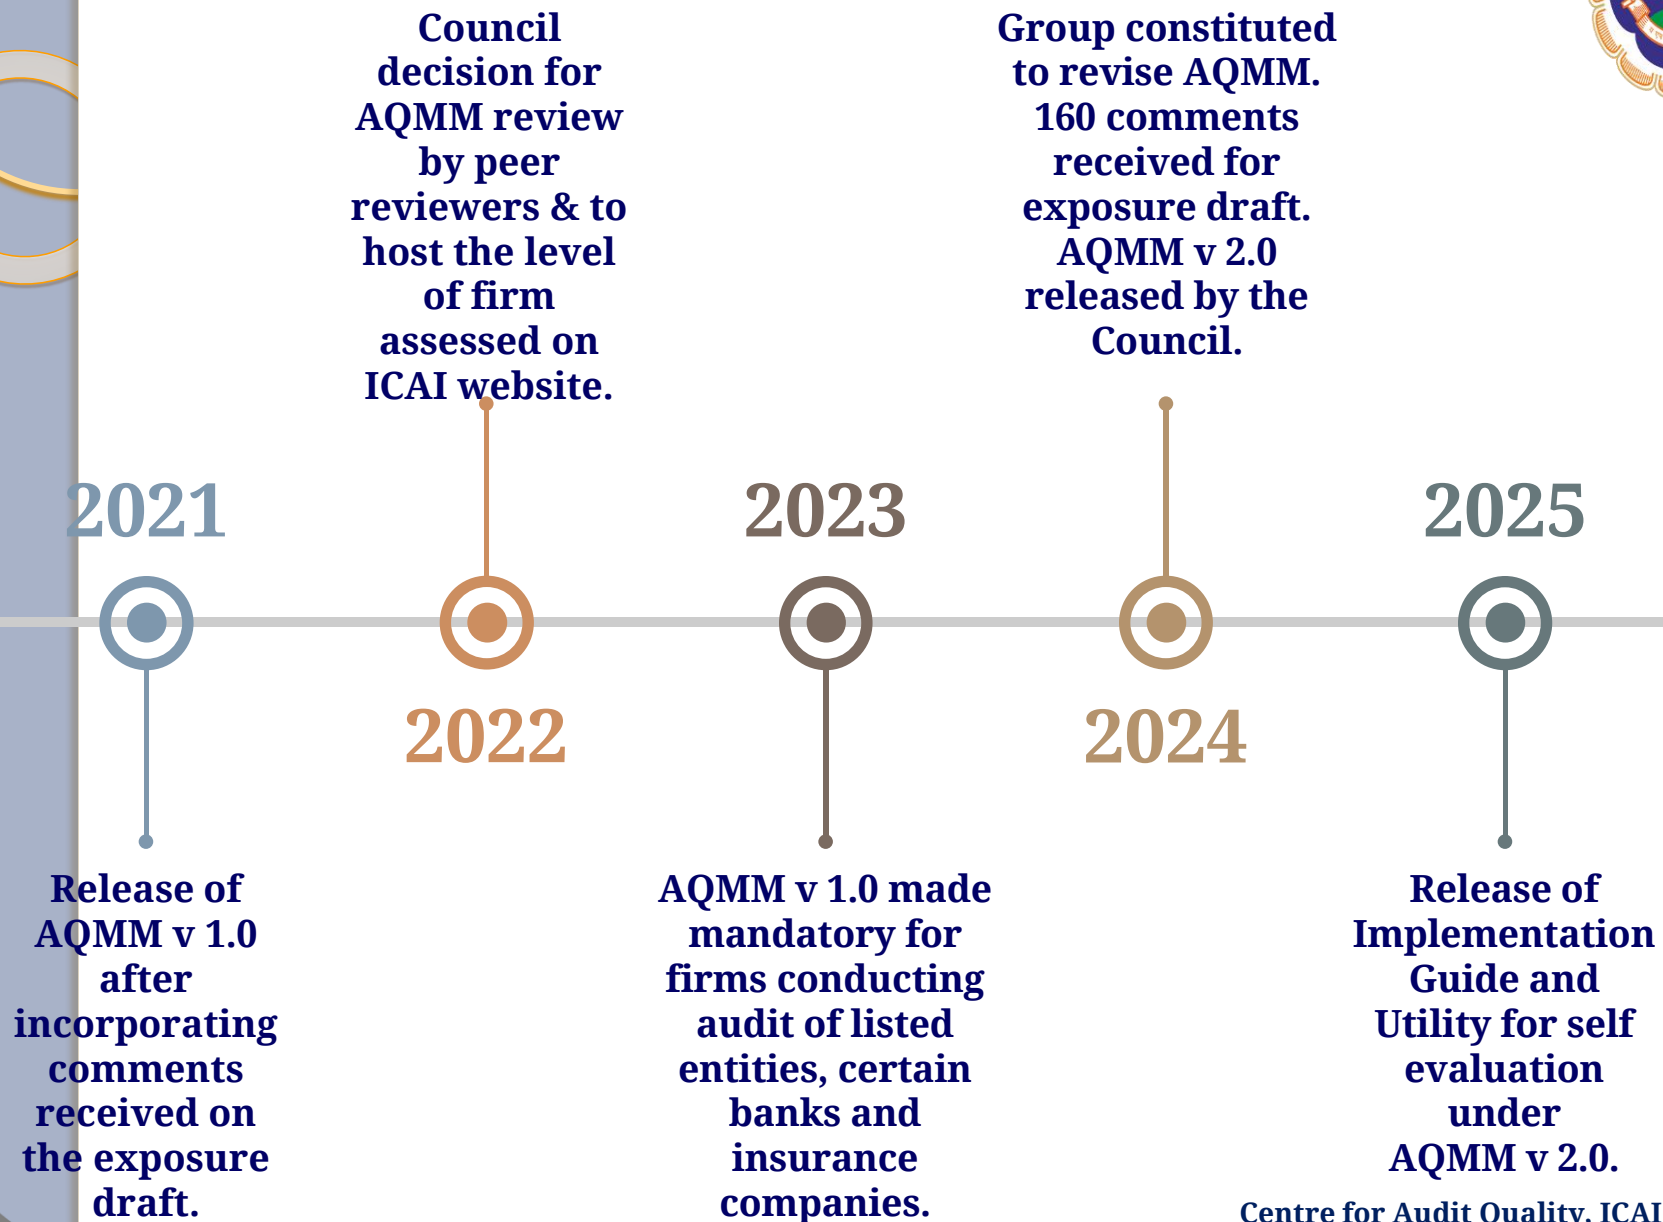 Council
decision for
AQMM review
by peer
reviewers & to
host the level
of firm
assessed on
ICAI website.
Group constituted
to revise AQMM.
160 comments
received for
exposure draft.
AQMM v 2.0
released by the
Council.
2021
2023
2025
2022
2024
Release of
AQMM v 1.0
after
incorporating
comments
received on
the exposure
draft.
AQMM v 1.0 made
mandatory for
firms conducting
audit of listed
entities, certain
banks and
insurance
companies.
Release of
Implementation
Guide and
Utility for self
evaluation
under
AQMM v 2.0.
Centre for Audit Quality, ICAI